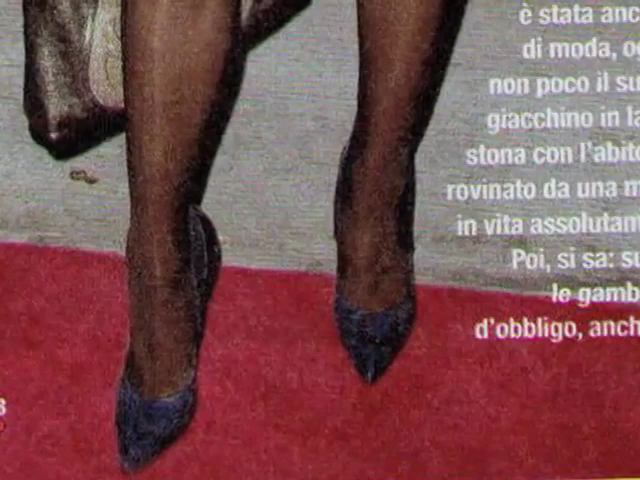 è stata anc
di moda, og
non poco il su
giacchino in la
stona con l'abito
rovinato da una m
in vita assolutam
Poi, si sa: su
le gamb
d'obbligo, anch